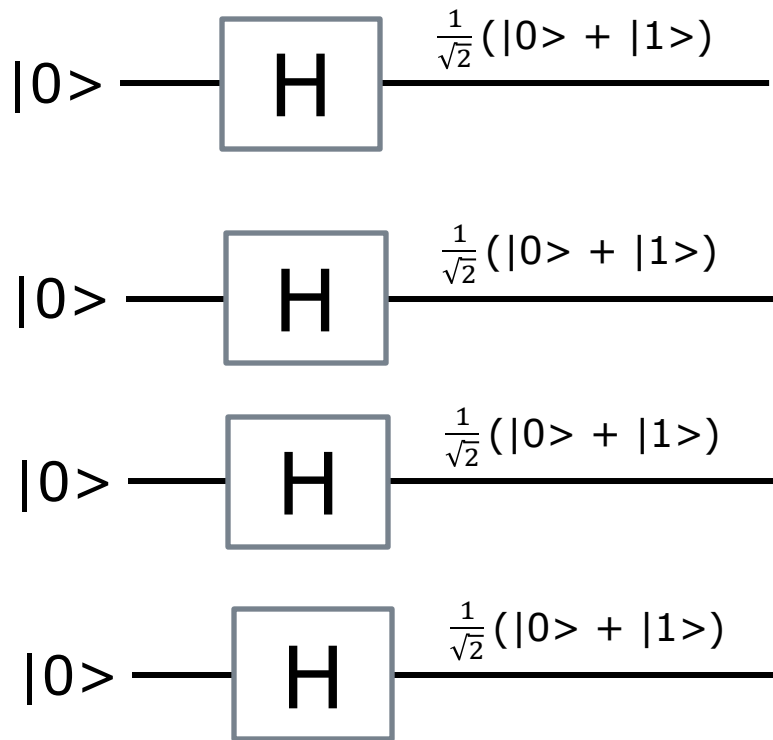 |0> H 1/√2 (|0> + |1>)
|0> H 1/√2 (|0> + |1>)
|0> H 1/√2 (|0> + |1>)
|0> H 1/√2 (|0> + |1>)